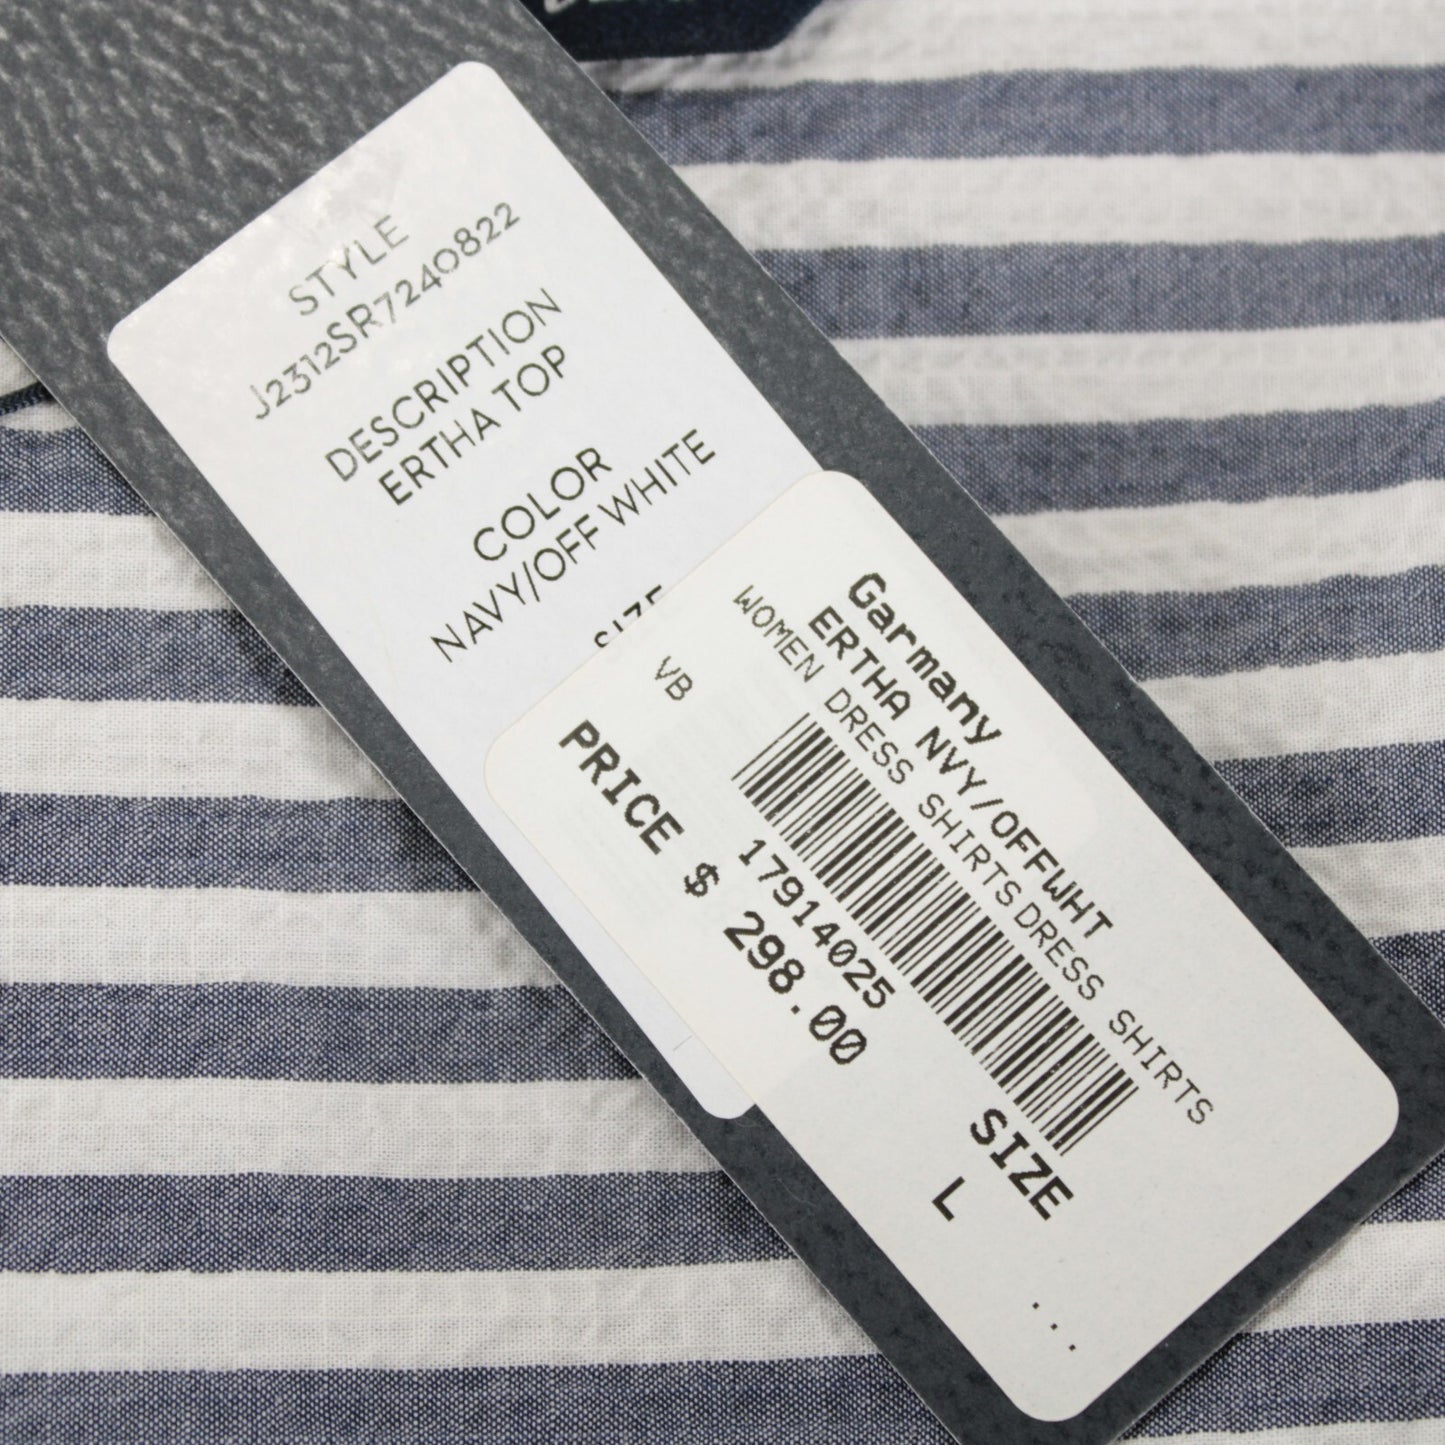 STYLE
J2312SR7240822
DESCRIPTION
ERTHA TOP
COLOR
NAVY/OFF WHITE
SIZE
Garmany
ERTHA NVY/OFFWHT
WOMEN DRESS SHIRTS DRESS SHIRTS
VB
17914025
PRICE $ 298.00
SIZE
L
...